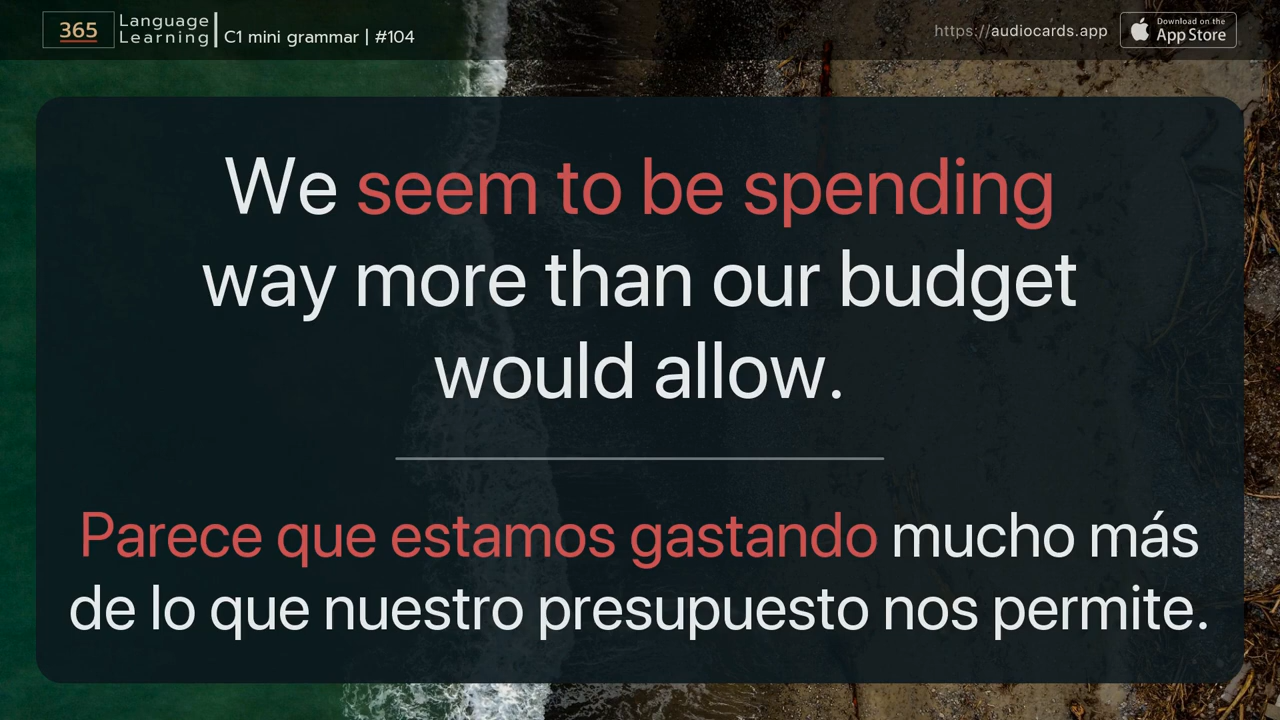 365
Language
Learning
C1 mini grammar | #104
https://audiocards.app
Download on the
App Store
We seem to be spending
way more than our budget
would allow.
Parece que estamos gastando mucho más
de lo que nuestro presupuesto nos permite.